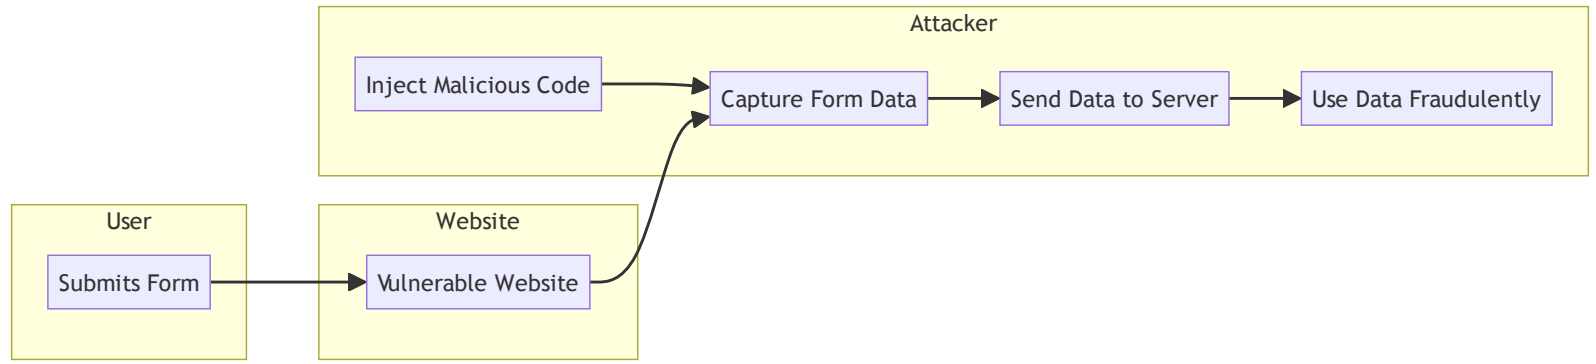 Attacker
Inject Malicious Code
Capture Form Data
Send Data to Server
Use Data Fraudulently
User
Submits Form
Website
Vulnerable Website